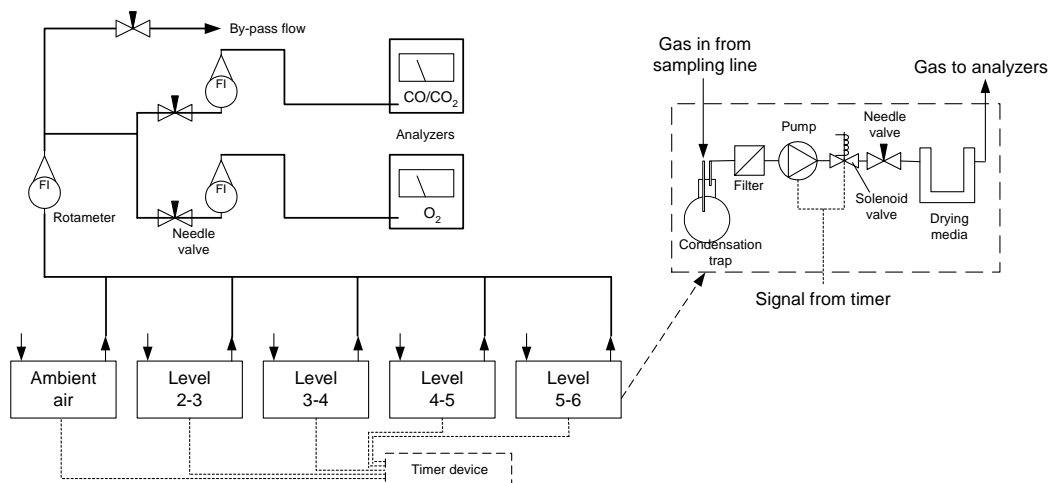 By-pass flow
FI
CO/CO2
Analyzers
FI
Rotameter
FI
O2
Needle
valve
Ambient
air
Level
2-3
Level
3-4
Level
4-5
Level
5-6
Timer device
Gas in from
sampling line
Gas to analyzers
Pump
Needle
valve
Filter
Solenoid
valve
Condensation
trap
Drying
media
Signal from timer